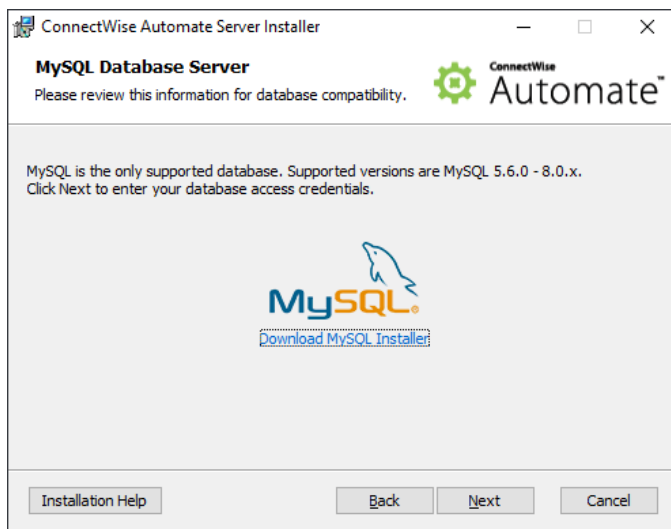 ConnectWise Automate Server Installer
MySQL Database Server
Please review this information for database compatibility.
ConnectWise
Automate™
MySQL is the only supported database. Supported versions are MySQL 5.6.0 - 8.0.x.
Click Next to enter your database access credentials.
MySQL®
Download MySQL Installer
Installation Help
Back
Next
Cancel